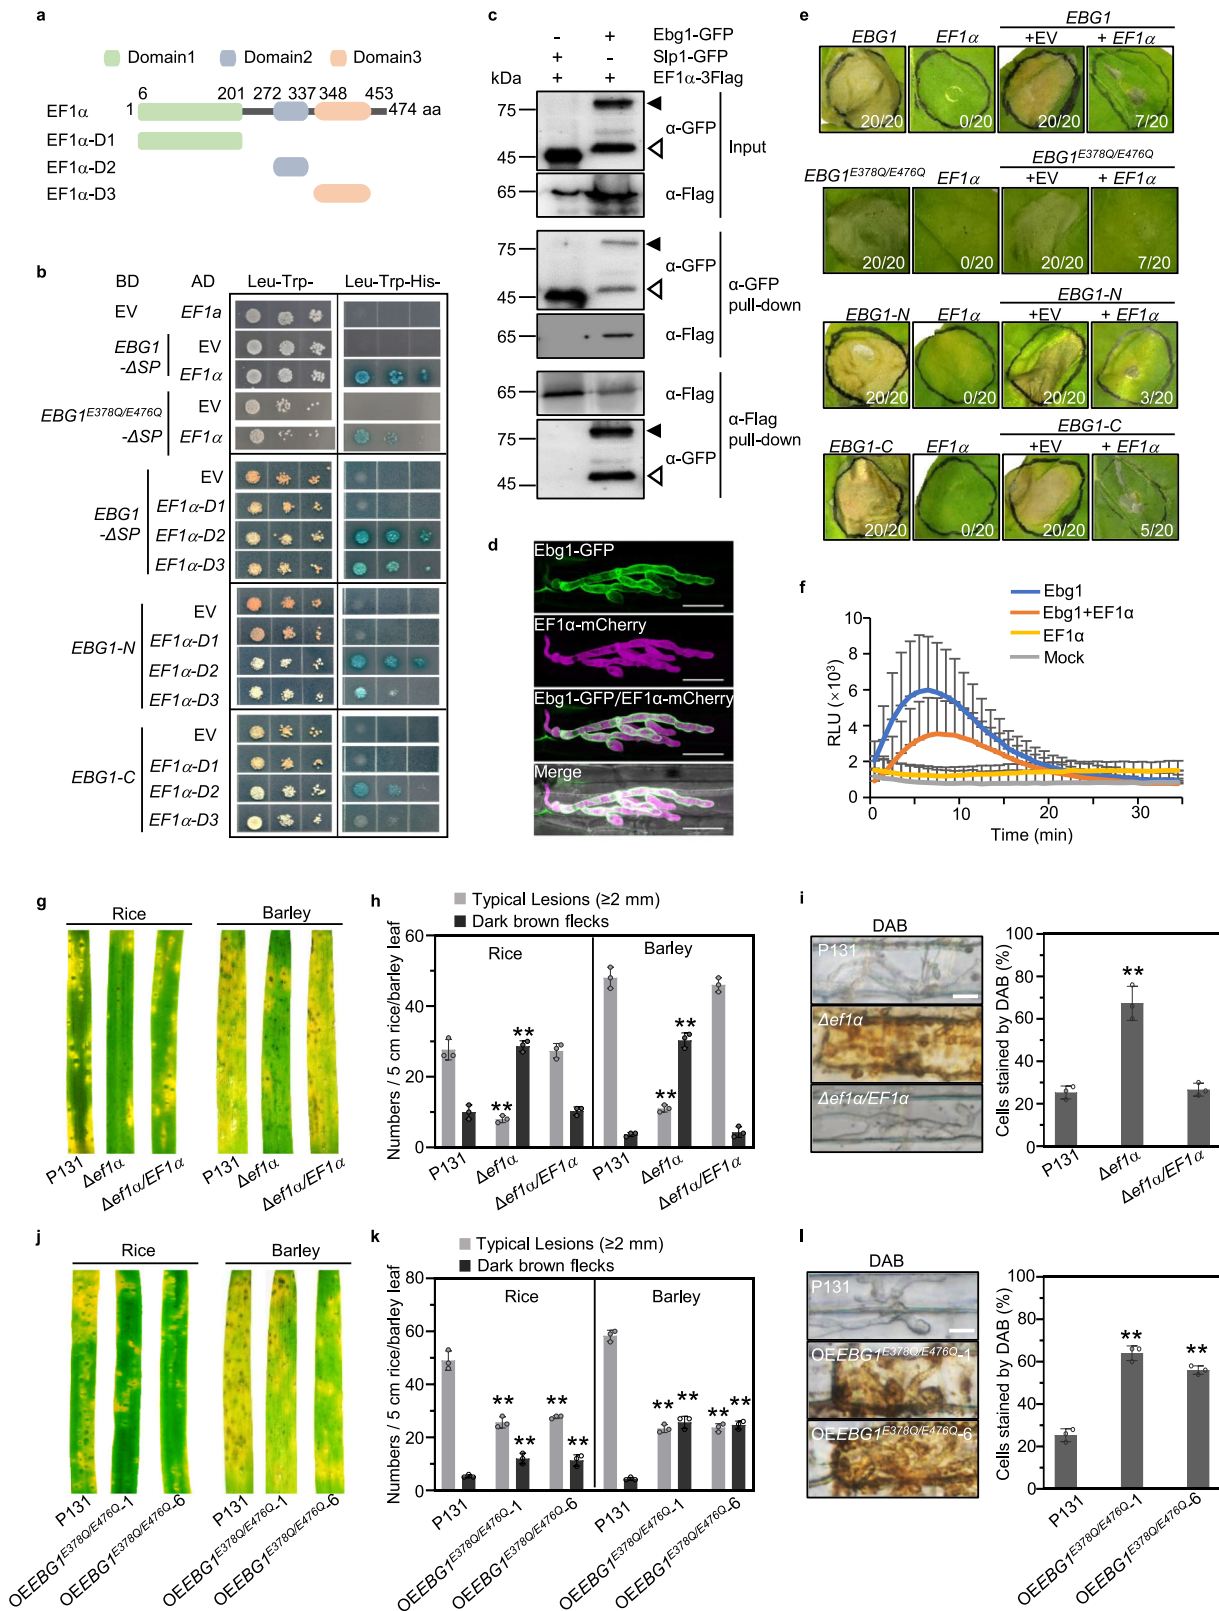 a
Domain1 Domain2 Domain3
6 201 272 337 348 453
EF1α 1 474 aa
EF1α-D1
EF1α-D2
EF1α-D3
b
BD AD Leu-Trp- Leu-Trp-His-
EV EF1a
EBG1 -ΔSP EV
EF1α
EBG1E378Q/E476Q -ΔSP EV
EF1α
EBG1 -ΔSP EV
EF1α-D1
EF1α-D2
EF1α-D3
EBG1-N EV
EF1α-D1
EF1α-D2
EF1α-D3
EBG1-C EV
EF1α-D1
EF1α-D2
EF1α-D3
c
- + Ebg1-GFP
+ - Slp1-GFP
kDa + + EF1α-3Flag
75
α-GFP
45
Input
65 α-Flag
75
α-GFP
45
α-GFP pull-down
65 α-Flag
65 α-Flag
α-Flag pull-down
75
α-GFP
45
d
Ebg1-GFP
EF1α-mCherry
Ebg1-GFP/EF1α-mCherry
Merge
e
EBG1
EBG1 EF1α +EV + EF1α
20/20 0/20 20/20 7/20
EBG1E378Q/E476Q
EBG1E378Q/E476Q EF1α +EV + EF1α
20/20 0/20 20/20 7/20
EBG1-N
EBG1-N EF1α +EV + EF1α
20/20 0/20 20/20 3/20
EBG1-C
EBG1-C EF1α +EV + EF1α
20/20 0/20 20/20 5/20
f
Ebg1
Ebg1+EF1α
EF1α
Mock
RLU (×10³)
10
8
6
4
2
0
0 10 20 30
Time (min)
g
Rice Barley
P131 Δef1α Δef1α/EF1α P131 Δef1α Δef1α/EF1α
h
Typical Lesions (≥2 mm)
Dark brown flecks
Numbers / 5 cm rice/barley leaf
60
40
20
0
Rice Barley
** ** ** **
P131 Δef1α Δef1α/EF1α P131 Δef1α Δef1α/EF1α
i
DAB
P131
Δef1α
Δef1α/EF1α
Cells stained by DAB (%)
100
80
60
40
20
0
**
P131 Δef1α Δef1α/EF1α
j
Rice Barley
P131 OEEBG1E378Q/E476Q-1 OEEBG1E378Q/E476Q-6 P131 OEEBG1E378Q/E476Q-1 OEEBG1E378Q/E476Q-6
k
Typical Lesions (≥2 mm)
Dark brown flecks
Numbers / 5 cm rice/barley leaf
80
60
40
20
0
Rice Barley
** ** ** ** ** ** ** **
P131 OEEBG1E378Q/E476Q-1 OEEBG1E378Q/E476Q-6 P131 OEEBG1E378Q/E476Q-1 OEEBG1E378Q/E476Q-6
l
DAB
P131
OEEBG1E378Q/E476Q-1
OEEBG1E378Q/E476Q-6
Cells stained by DAB (%)
100
80
60
40
20
0
** **
P131 OEEBG1E378Q/E476Q-1 OEEBG1E378Q/E476Q-6